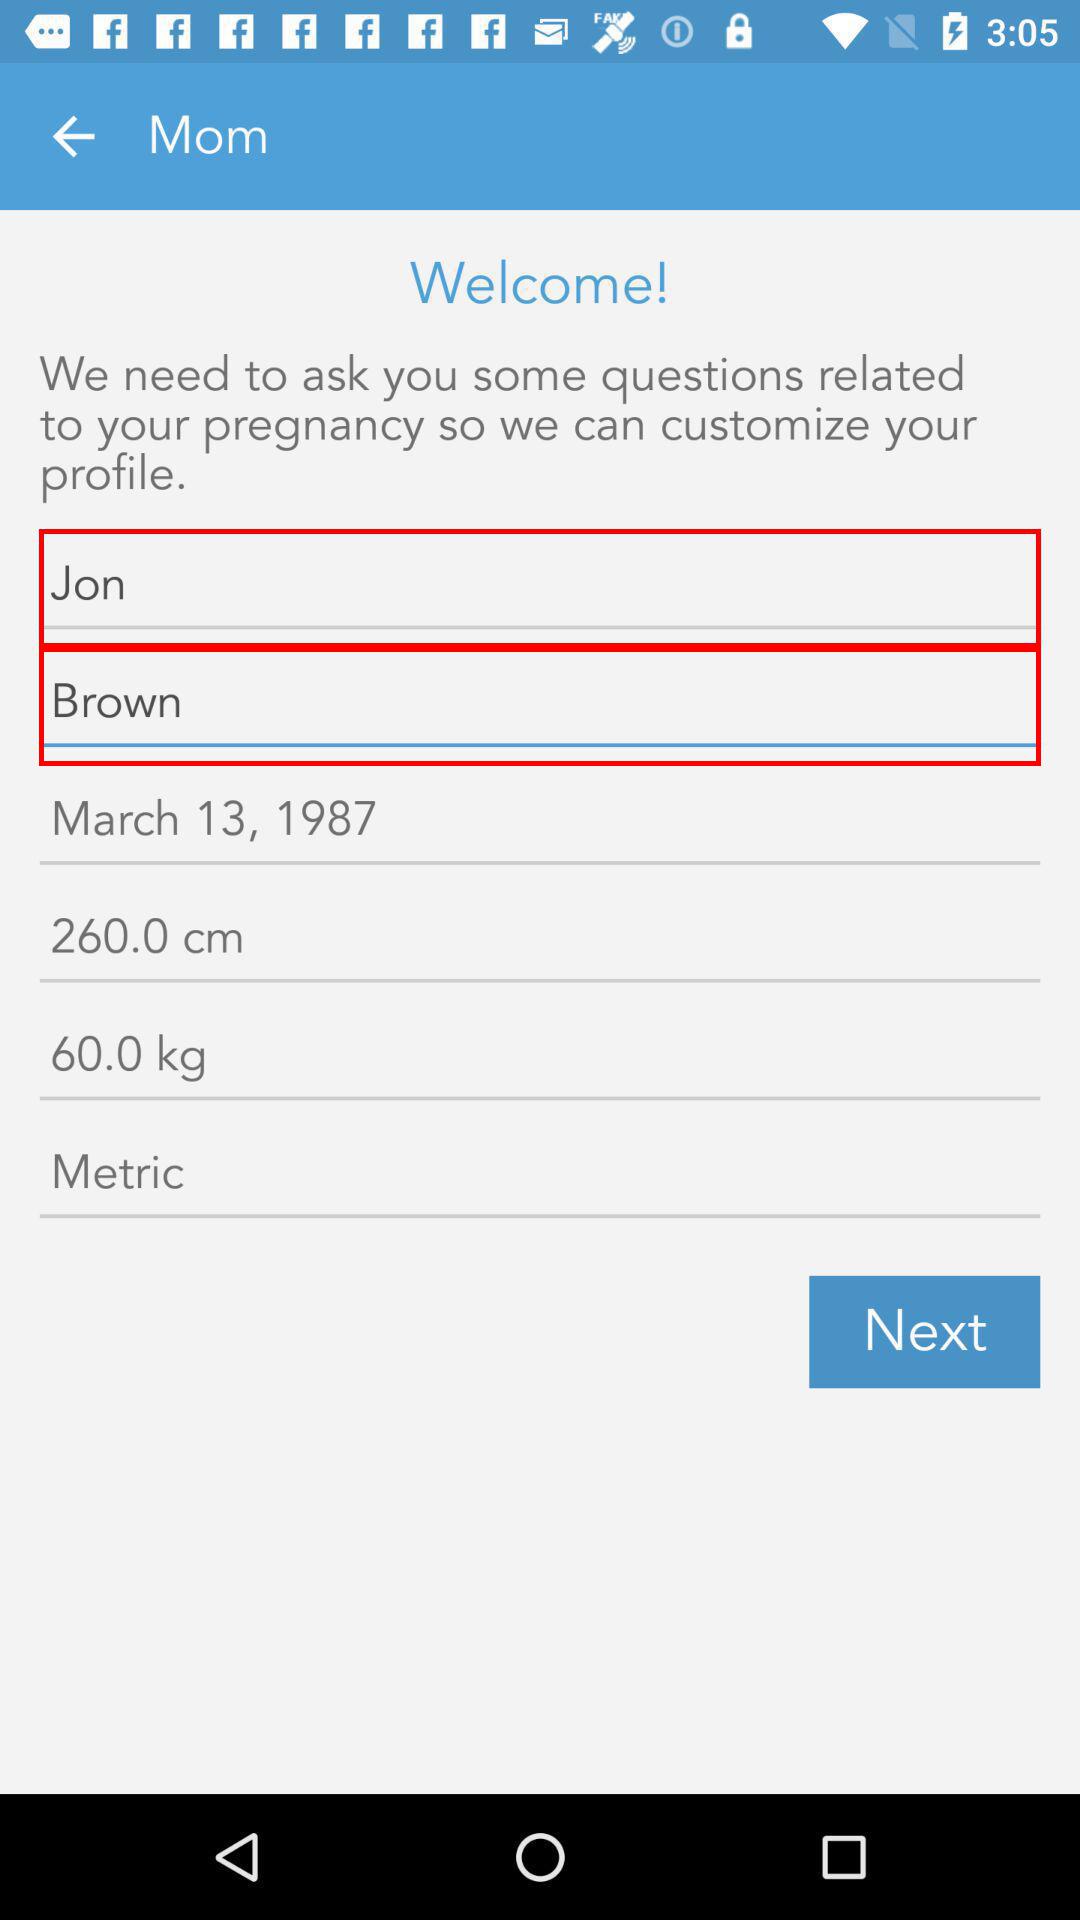 FAKE
3:05
Mom
Welcome!
We need to ask you some questions related
to your pregnancy so we can customize your
profile.
Jon
Brown
March 13, 1987
260.0 cm
60.0 kg
Metric
Next